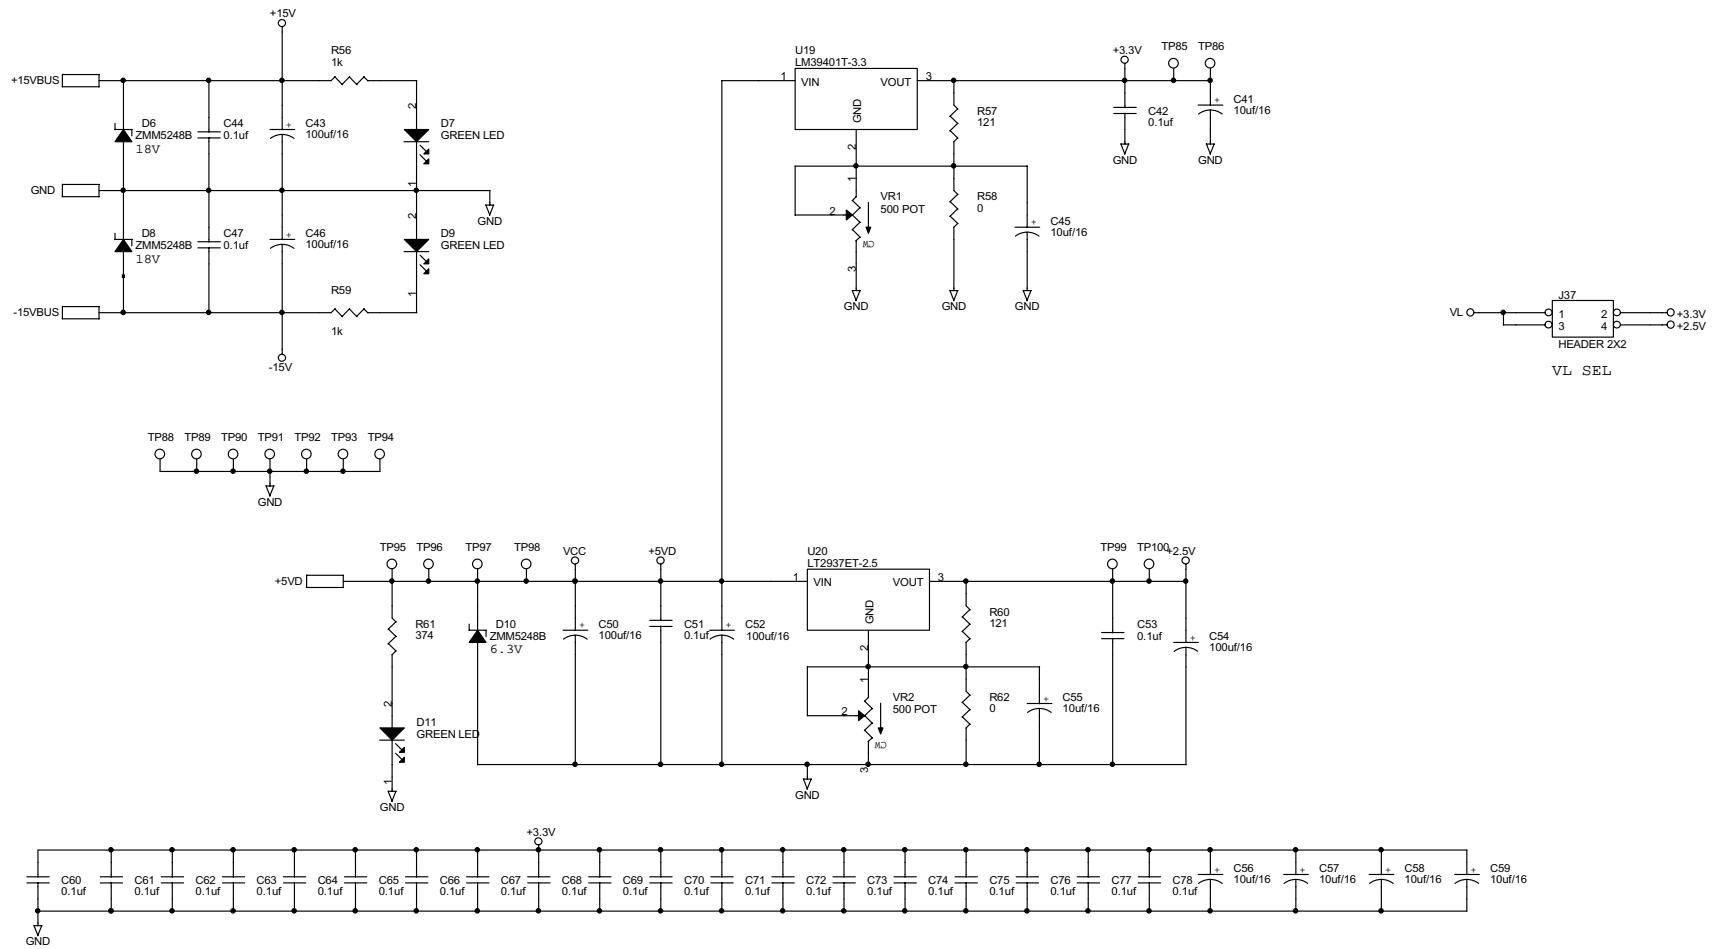 +15V
R56
1k
+15VBUS
D6
ZMM5248B
18V
C44
0.1uf
C43
100uf/16
2
D7
GREEN LED
1
GND
GND
D8
ZMM5248B
18V
C47
0.1uf
C46
100uf/16
2
D9
GREEN LED
1
R59
1k
-15VBUS
-15V
U19
LM39401T-3.3
1
VIN
VOUT
3
GND
2
R57
121
+3.3V
TP85
TP86
C42
0.1uf
GND
C41
10uf/16
GND
1
VR1
500 POT
2
CW
3
GND
R58
0
GND
C45
10uf/16
GND
VL
J37
1
2
3
4
+3.3V
+2.5V
HEADER 2X2
VL SEL
TP88
TP89
TP90
TP91
TP92
TP93
TP94
GND
+5VD
TP95
TP96
TP97
TP98
VCC
+5VD
R61
374
D10
ZMM5248B
6.3V
C50
100uf/16
C51
0.1uf
C52
100uf/16
2
D11
GREEN LED
1
GND
U20
LT2937ET-2.5
1
VIN
VOUT
3
GND
2
R60
121
TP99
TP100
+2.5V
C53
0.1uf
C54
100uf/16
1
VR2
500 POT
2
CW
3
R62
0
C55
10uf/16
GND
+3.3V
C60
0.1uf
C61
0.1uf
C62
0.1uf
C63
0.1uf
C64
0.1uf
C65
0.1uf
C66
0.1uf
C67
0.1uf
C68
0.1uf
C69
0.1uf
C70
0.1uf
C71
0.1uf
C72
0.1uf
C73
0.1uf
C74
0.1uf
C75
0.1uf
C76
0.1uf
C77
0.1uf
C78
0.1uf
C56
10uf/16
C57
10uf/16
C58
10uf/16
C59
10uf/16
GND